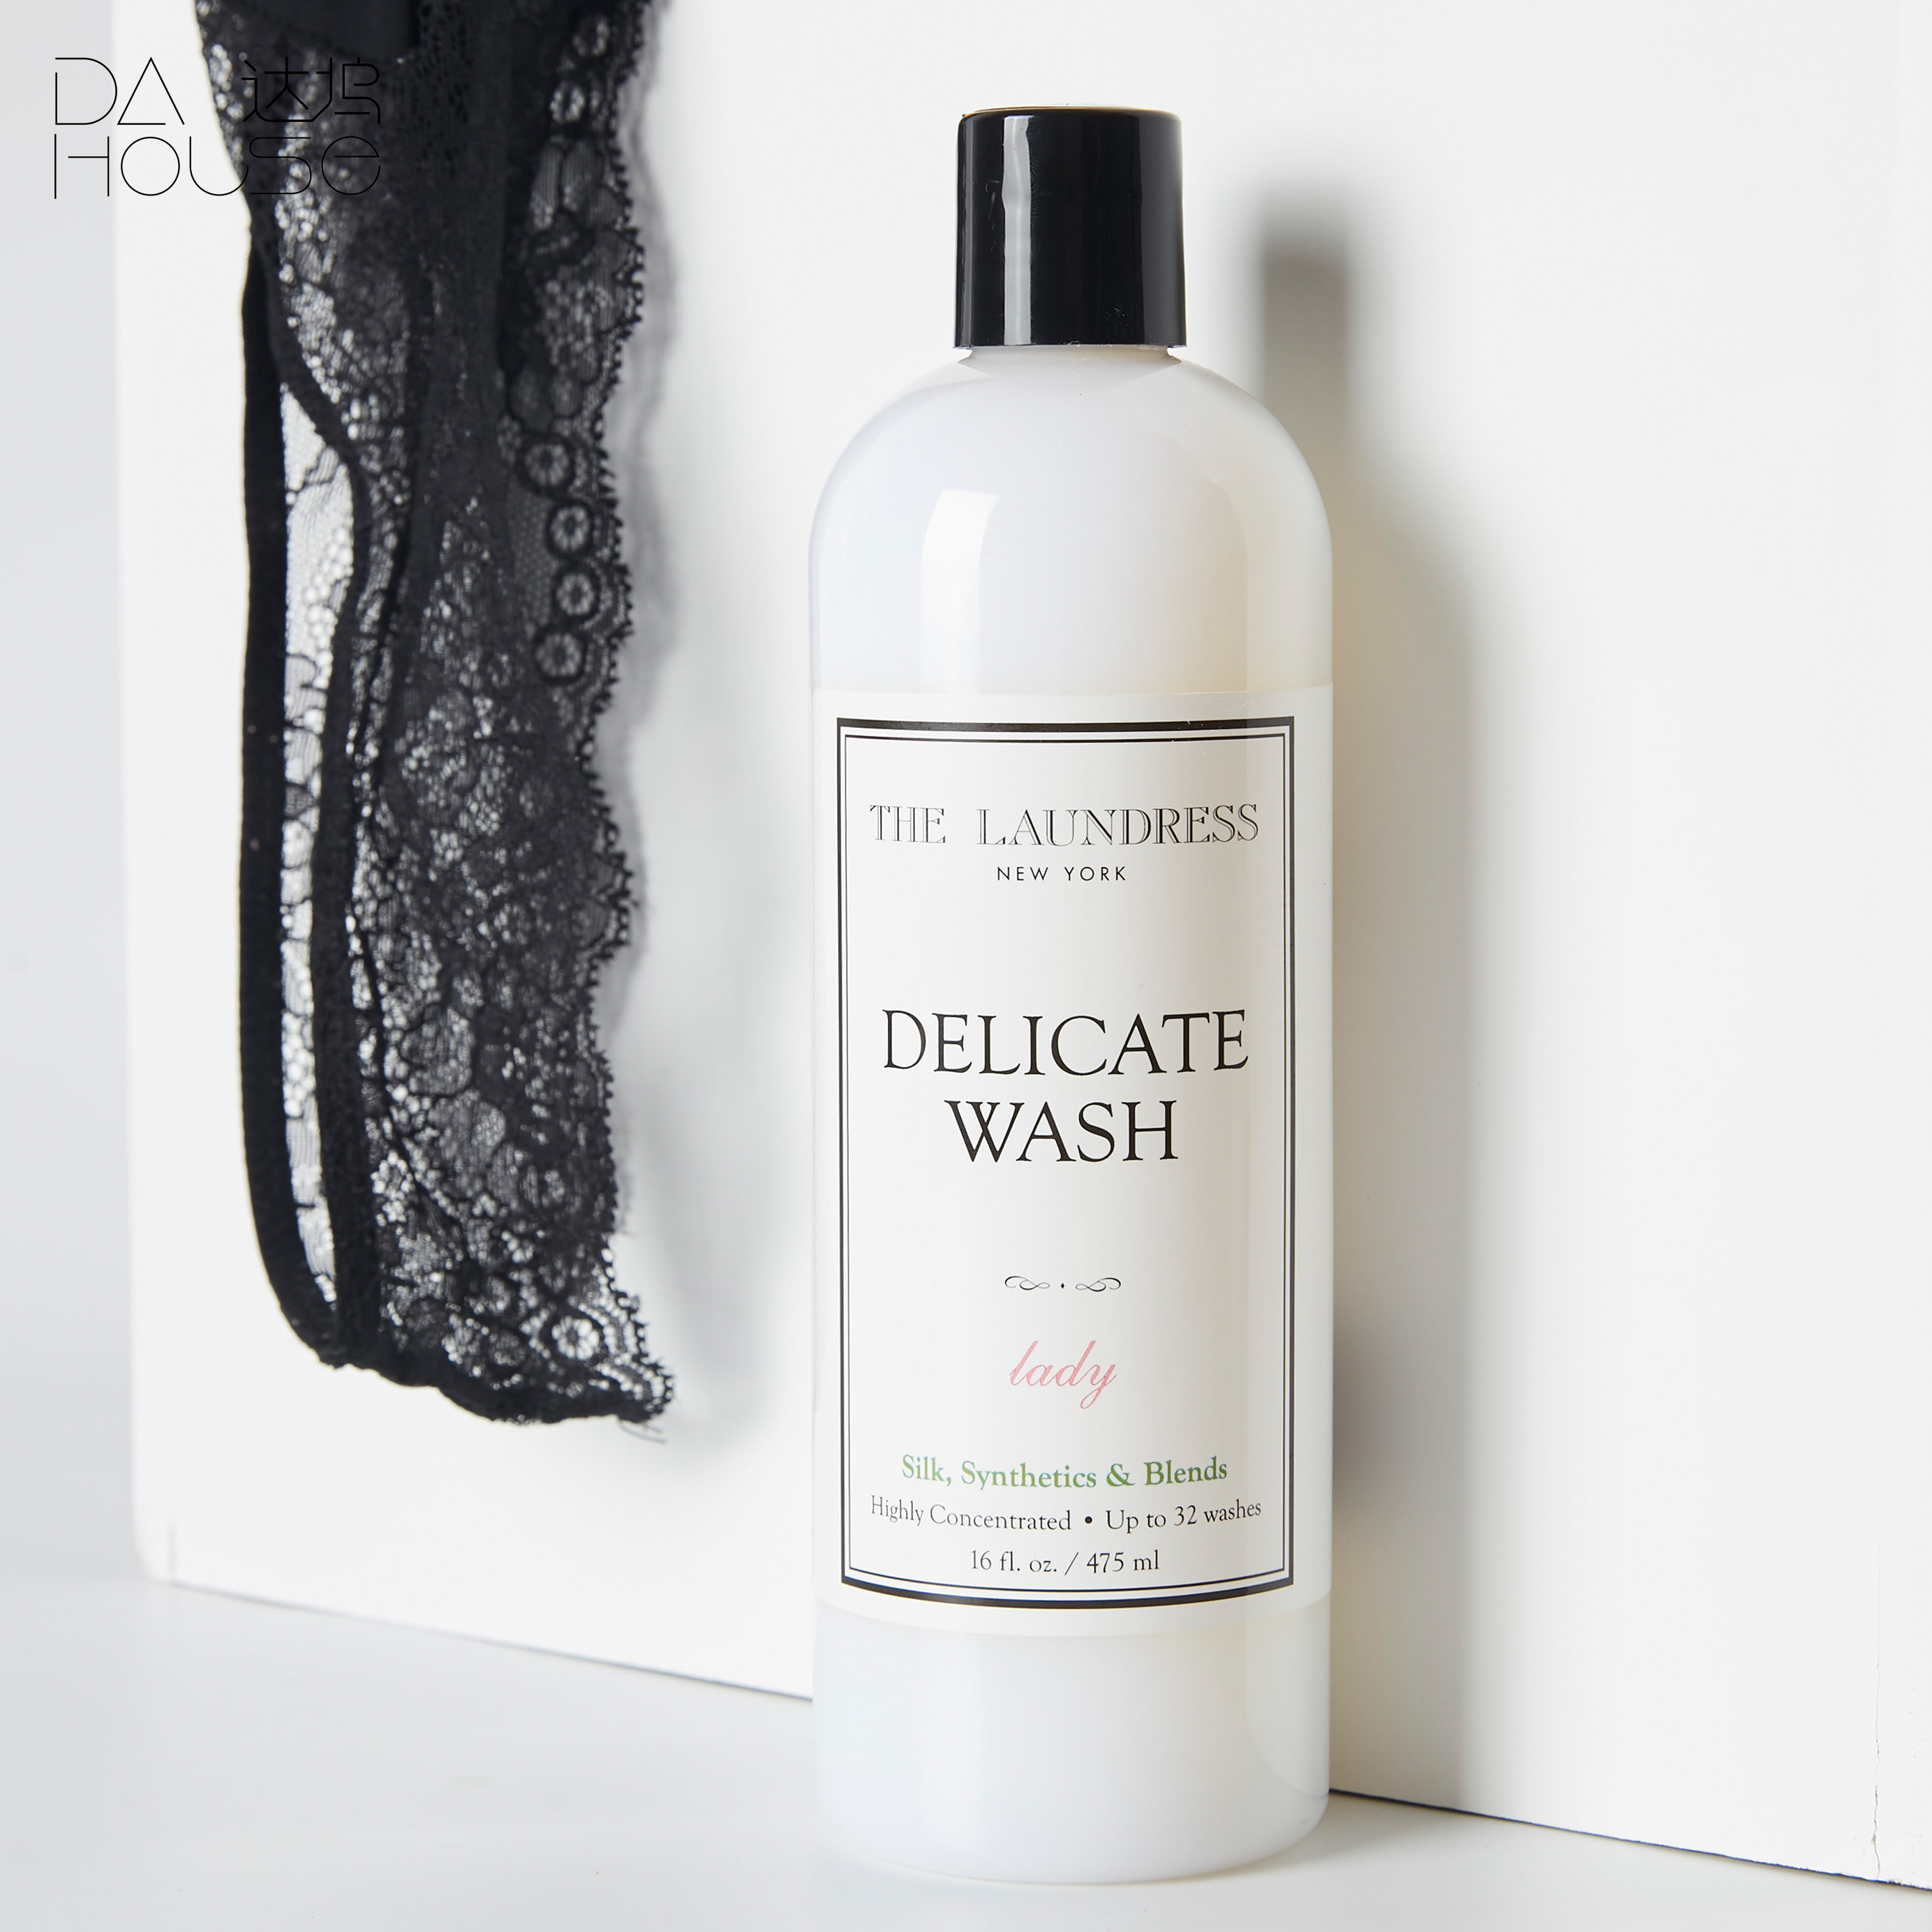 DA 达坞
HOUSE
THE LAUNDRESS
NEW YORK
DELICATE
WASH
lady
Silk, Synthetics & Blends
Highly Concentrated • Up to 32 washes
16 fl. oz. / 475 ml